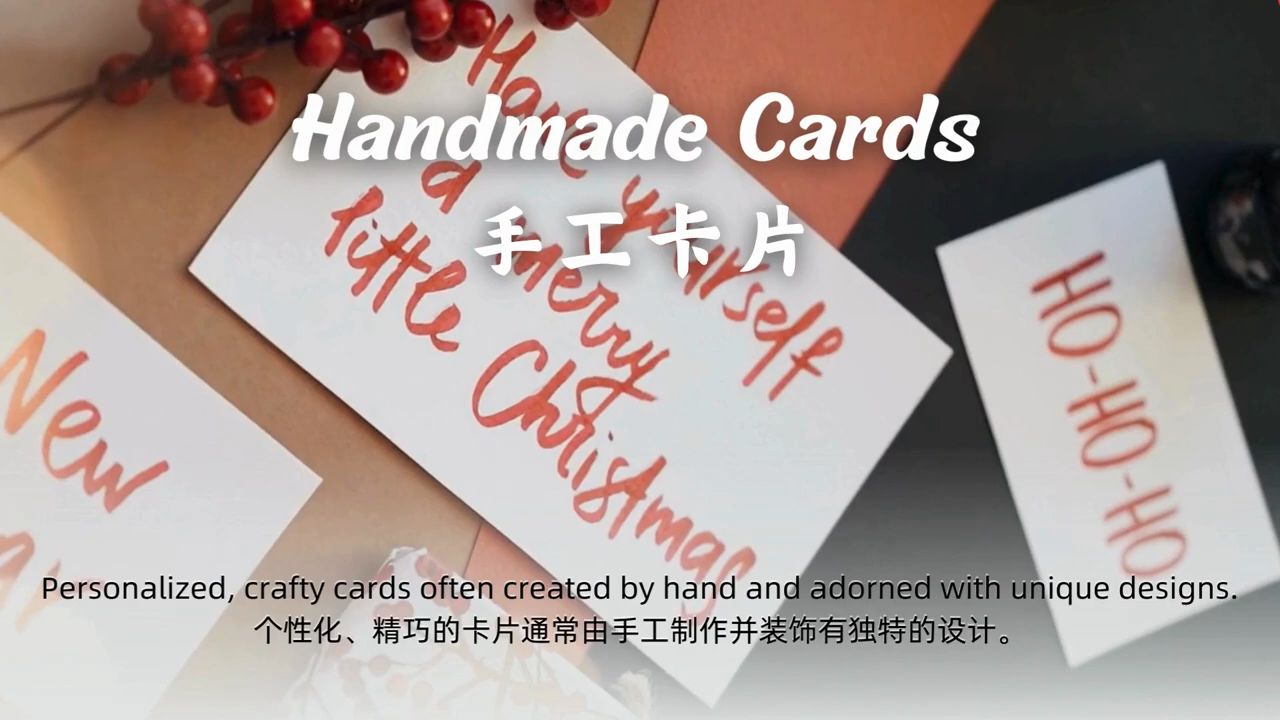 Handmade Cards
手工卡片
Have yourself
a merry
little Christmas
HO-HO-HO
New
Personalized, crafty cards often created by hand and adorned with unique designs.
个性化、精巧的卡片通常由手工制作并装饰有独特的设计。